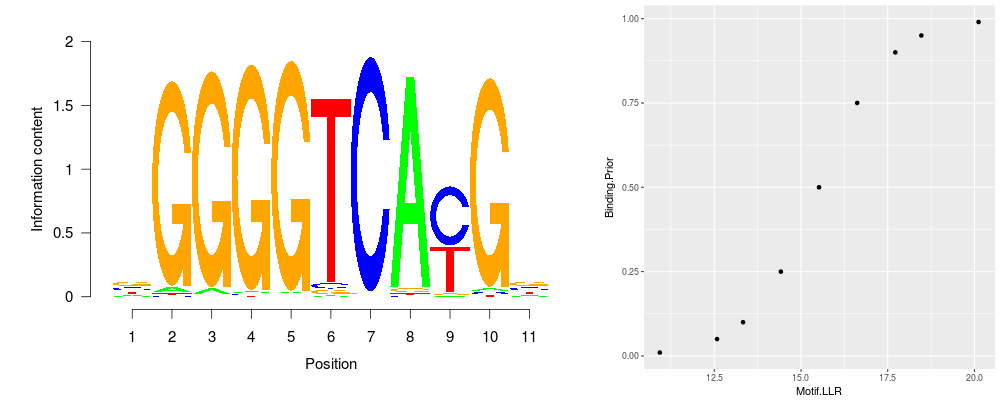 2
1.5
1
0.5
0
Information content
GGGGTCACG
T
1 2 3 4 5 6 7 8 9 10 11
Position
1.00
0.75
0.50
0.25
0.00
Binding.Prior
12.5 15.0 17.5 20.0
Motif.LLR